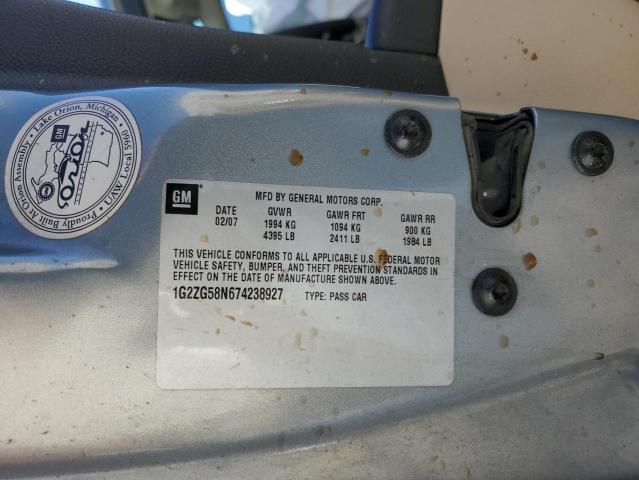 Proudly Built At Orion Assembly • Lake Orion, Michigan •
UAW Local 5960
GM
Orion
GM
MFD BY GENERAL MOTORS CORP.
DATE GVWR GAWR FRT GAWR RR
02/07 1994 KG 1094 KG 900 KG
4395 LB 2411 LB 1984 LB
THIS VEHICLE CONFORMS TO ALL APPLICABLE U.S. FEDERAL MOTOR
VEHICLE SAFETY, BUMPER, AND THEFT PREVENTION STANDARDS IN
EFFECT ON THE DATE OF MANUFACTURE SHOWN ABOVE.
1G2ZG58N674238927 TYPE: PASS CAR